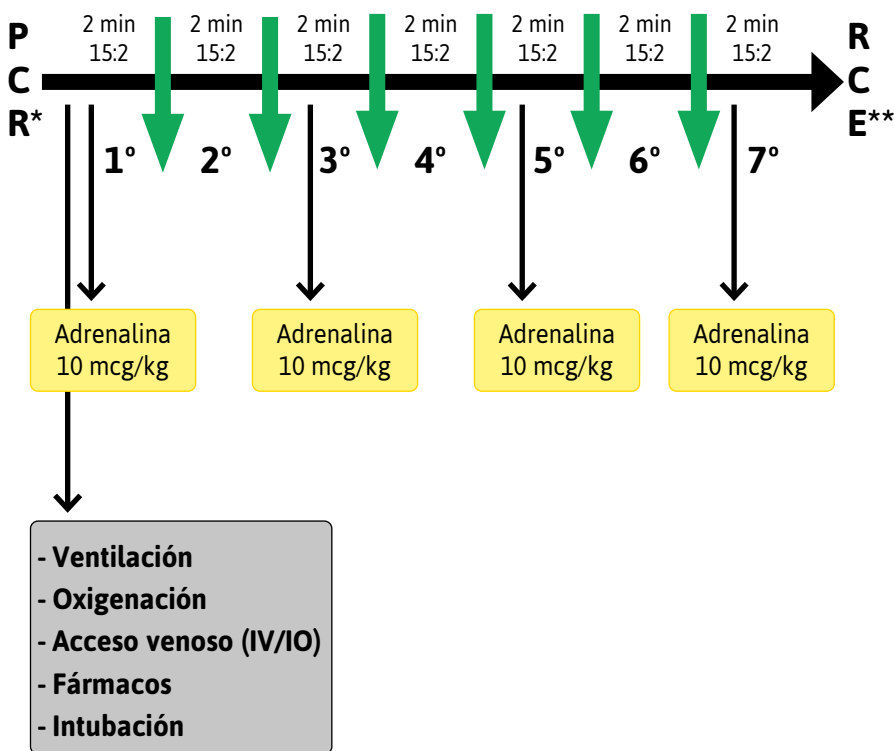 P
C
R*
2 min
15:2
2 min
15:2
2 min
15:2
2 min
15:2
2 min
15:2
2 min
15:2
2 min
15:2
R
C
E**
1º
2º
3º
4º
5º
6º
7º
Adrenalina
10 mcg/kg
Adrenalina
10 mcg/kg
Adrenalina
10 mcg/kg
Adrenalina
10 mcg/kg
- Ventilación
- Oxigenación
- Acceso venoso (IV/IO)
- Fármacos
- Intubación